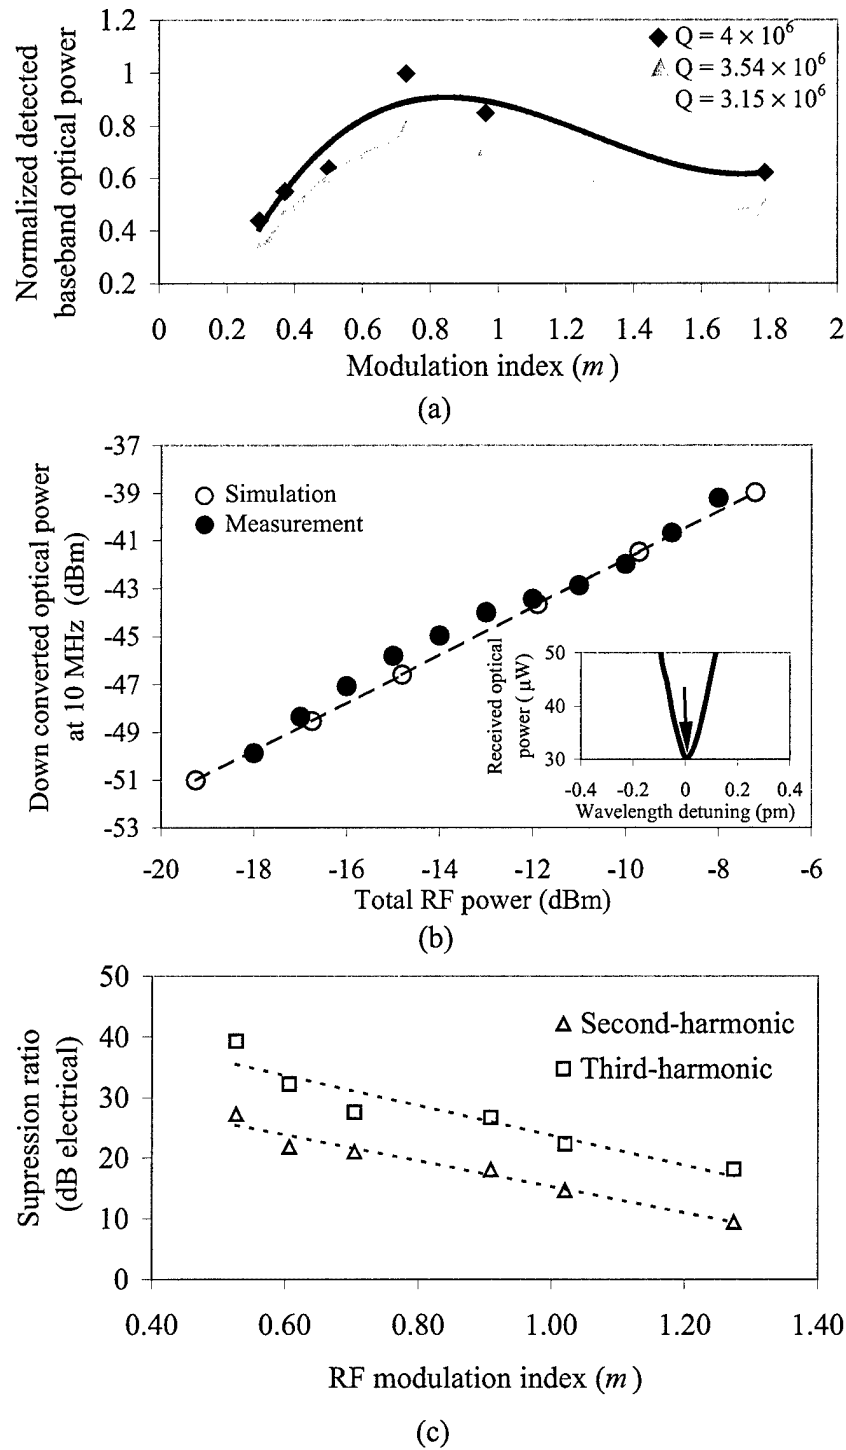 Normalized detected
baseband optical power
1.2
1
0.8
0.6
0.4
0.2
Q = 4 × 10⁶
Q = 3.54 × 10⁶
Q = 3.15 × 10⁶
0 0.2 0.4 0.6 0.8 1 1.2 1.4 1.6 1.8 2
Modulation index (m)
(a)
Down converted optical power
at 10 MHz (dBm)
-37
-39
-41
-43
-45
-47
-49
-51
-53
Simulation
Measurement
Received optical
power ( µW)
50
40
30
-0.4 -0.2 0 0.2 0.4
Wavelength detuning (pm)
-20 -18 -16 -14 -12 -10 -8 -6
Total RF power (dBm)
(b)
Supression ratio
(dB electrical)
50
40
30
20
10
0
Second-harmonic
Third-harmonic
0.40 0.60 0.80 1.00 1.20 1.40
RF modulation index (m)
(c)